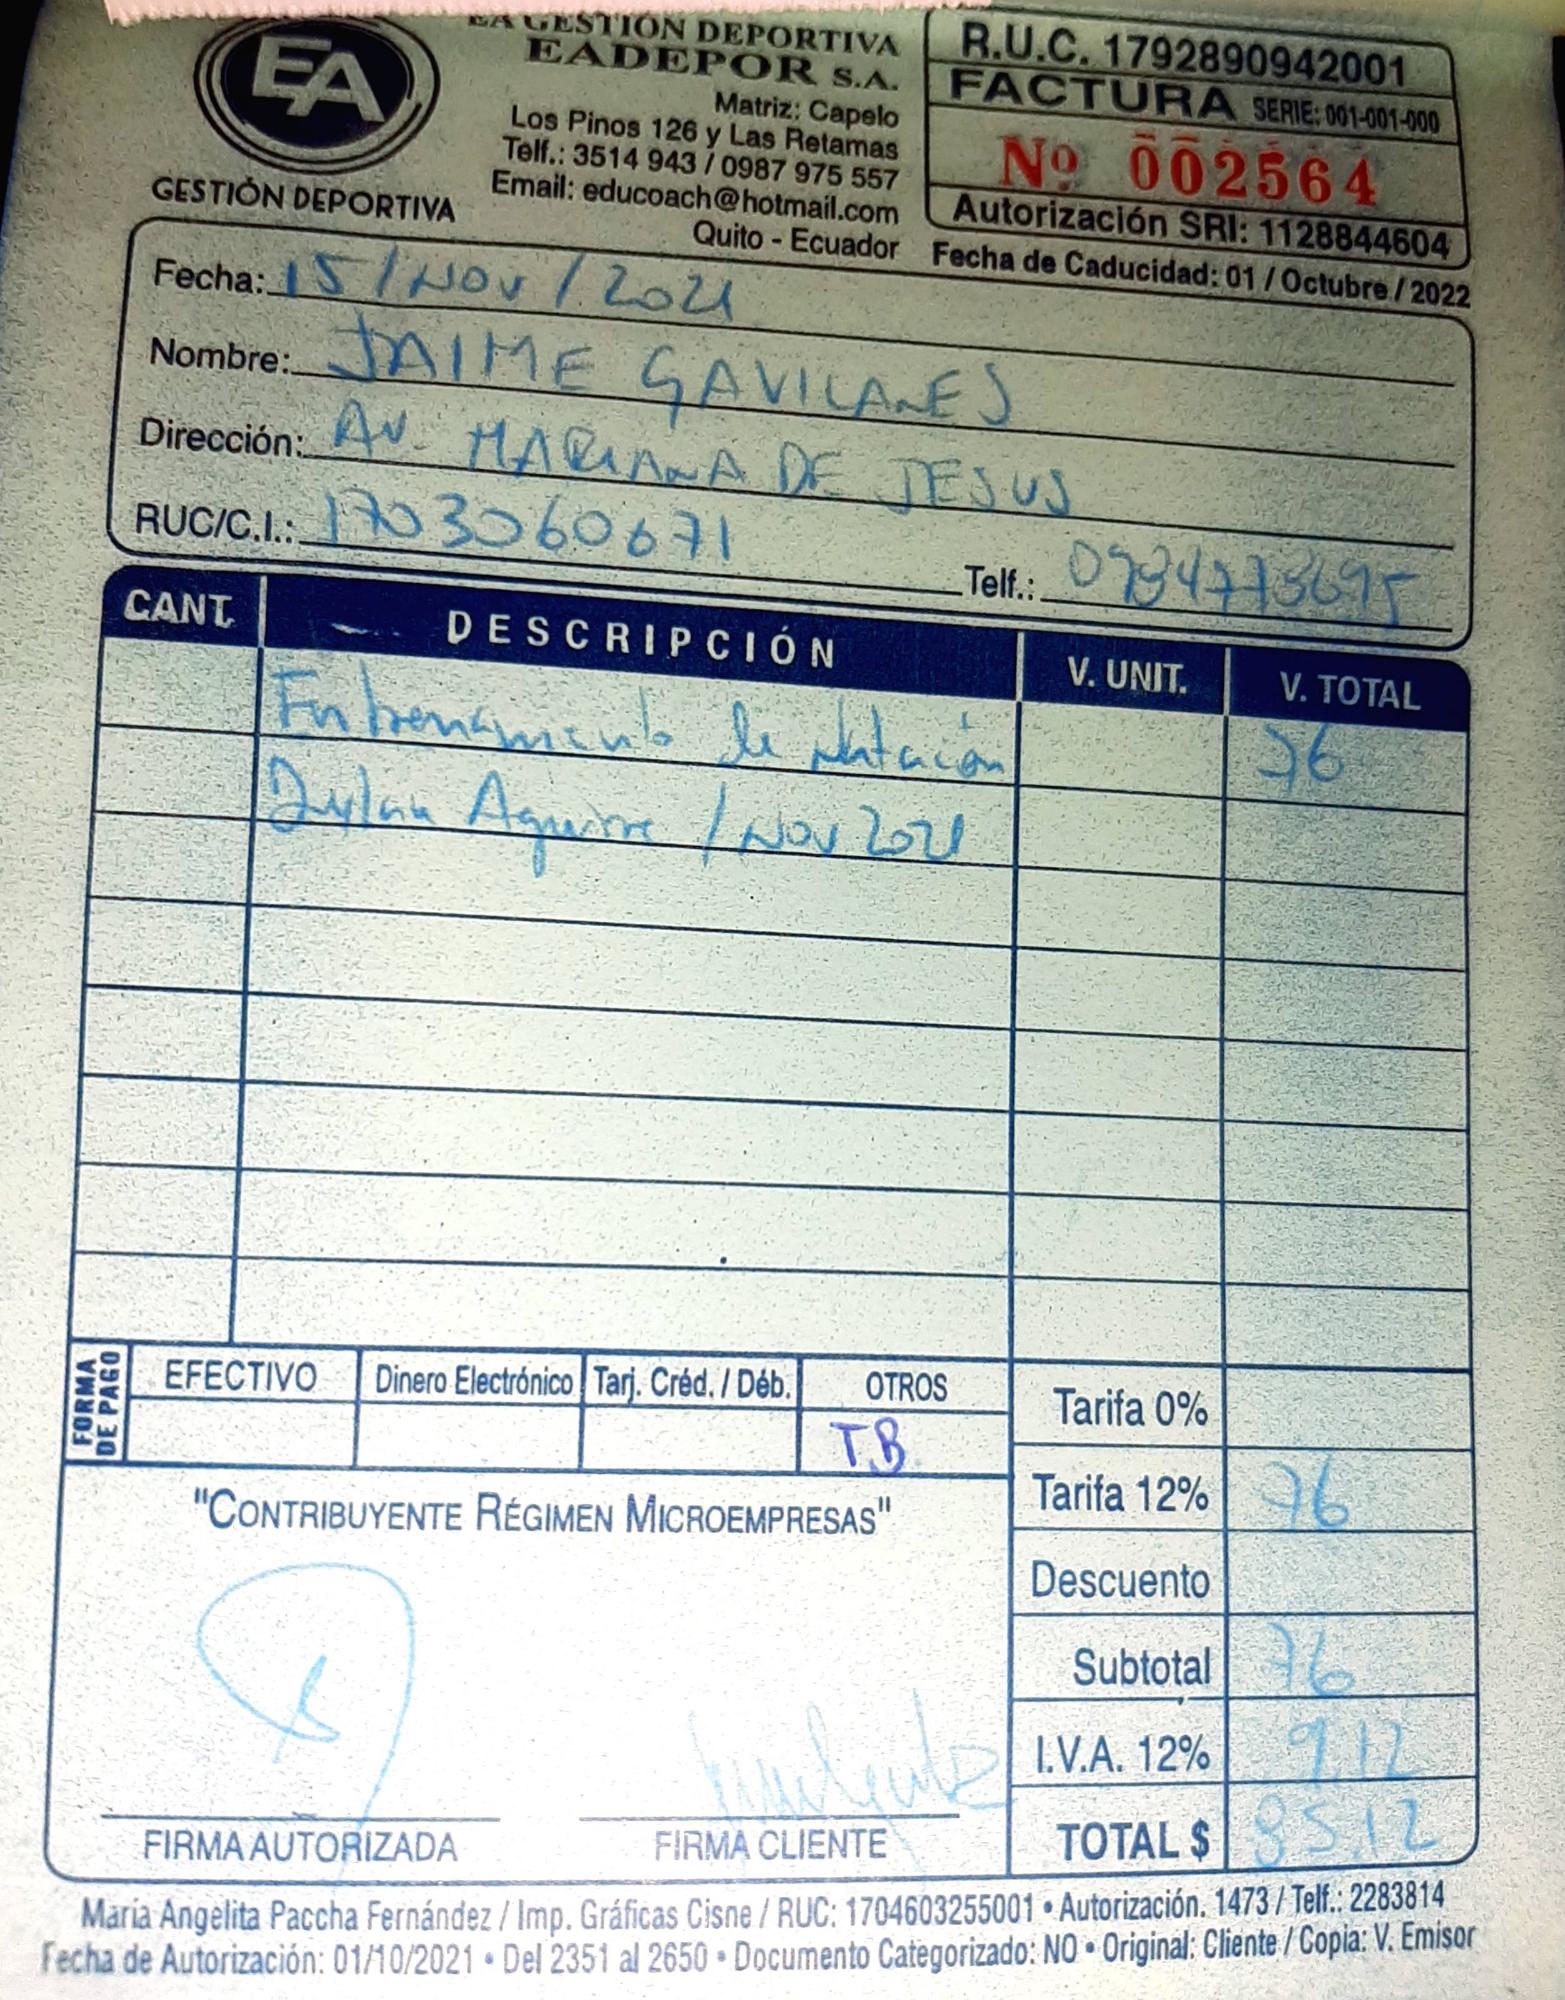 EA GESTIÓN DEPORTIVA
EADEPOR S.A.
Matriz: Capelo
Los Pinos 126 y Las Retamas
Telf.: 3514 943 / 0987 975 557
Email: educoach@hotmail.com
Quito - Ecuador
EA
GESTIÓN DEPORTIVA
R.U.C. 1792890942001
FACTURA SERIE: 001-001-000
Nº 002564
Autorización SRI: 1128844604
Fecha de Caducidad: 01 / Octubre / 2022
Fecha: 15 / NOV / 2021
Nombre: JAIME GAVILANES
Dirección: AV. MARIANA DE JESUS
RUC/C.I.: 1703060671
Telf.:
CANT. DESCRIPCIÓN V. UNIT. V. TOTAL
Entrenamiento de Natación 76
Dylan Aguirre / NOV 2021
FORMA DE PAGO
EFECTIVO Dinero Electrónico Tarj. Créd. / Déb. OTROS
T.B
Tarifa 0%
Tarifa 12% 76
Descuento
Subtotal 76
I.V.A. 12% 9.12
TOTAL $ 85.12
"CONTRIBUYENTE RÉGIMEN MICROEMPRESAS"
FIRMA AUTORIZADA FIRMA CLIENTE
María Angelita Paccha Fernández / Imp. Gráficas Cisne / RUC: 1704603255001 • Autorización. 1473 / Telf.: 2283814
Fecha de Autorización: 01/10/2021 • Del 2351 al 2650 • Documento Categorizado: NO • Original: Cliente / Copia: V. Emisor